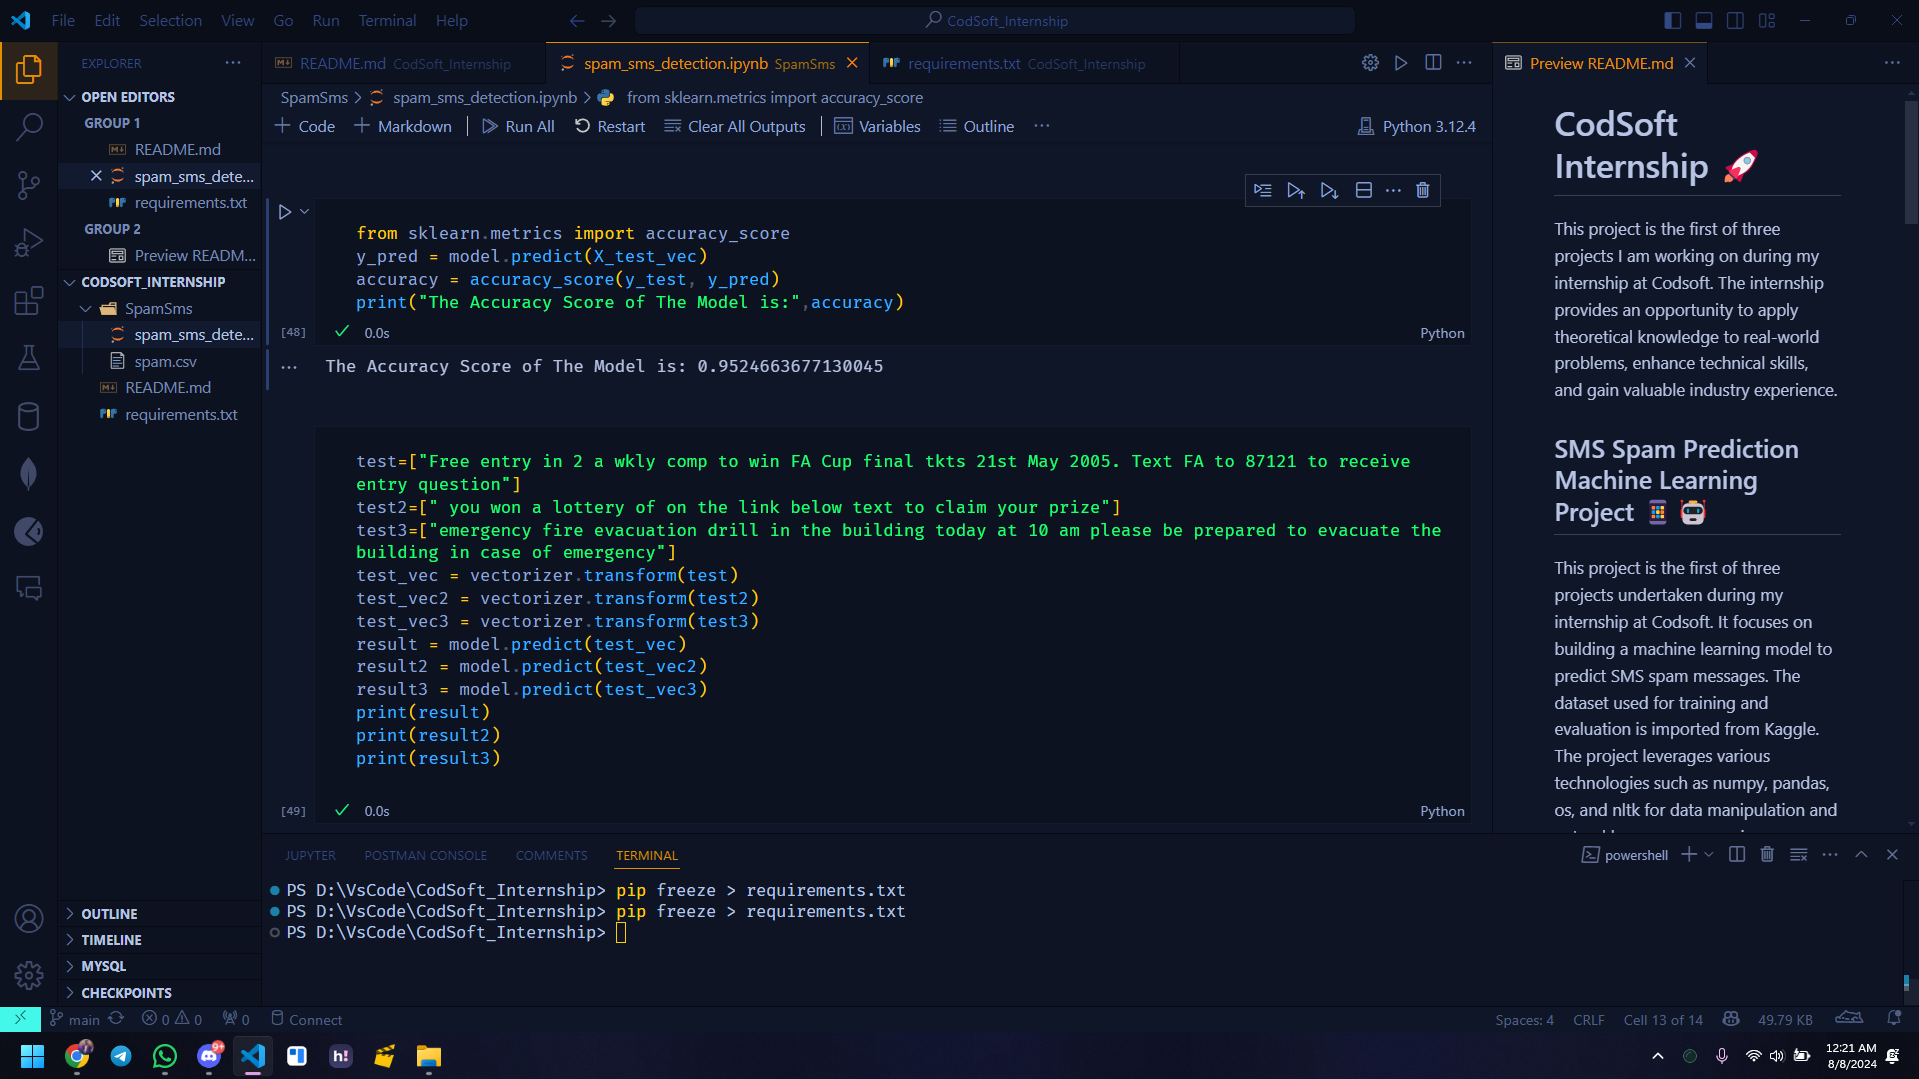 File Edit Selection View Go Run Terminal Help
CodSoft_Internship
EXPLORER
OPEN EDITORS
GROUP 1
README.md
spam_sms_dete...
requirements.txt
GROUP 2
Preview READM...
CODSOFT_INTERNSHIP
SpamSms
spam_sms_dete...
spam.csv
README.md
requirements.txt
OUTLINE
TIMELINE
MYSQL
CHECKPOINTS
README.md CodSoft_Internship
spam_sms_detection.ipynb SpamSms
requirements.txt CodSoft_Internship
SpamSms > spam_sms_detection.ipynb > from sklearn.metrics import accuracy_score
+ Code + Markdown | Run All Restart Clear All Outputs | Variables Outline ...
Python 3.12.4
from sklearn.metrics import accuracy_score
y_pred = model.predict(X_test_vec)
accuracy = accuracy_score(y_test, y_pred)
print("The Accuracy Score of The Model is:",accuracy)
[48] 0.0s Python
The Accuracy Score of The Model is: 0.9524663677130045
test=["Free entry in 2 a wkly comp to win FA Cup final tkts 21st May 2005. Text FA to 87121 to receive
entry question"]
test2=[" you won a lottery of on the link below text to claim your prize"]
test3=["emergency fire evacuation drill in the building today at 10 am please be prepared to evacuate the
building in case of emergency"]
test_vec = vectorizer.transform(test)
test_vec2 = vectorizer.transform(test2)
test_vec3 = vectorizer.transform(test3)
result = model.predict(test_vec)
result2 = model.predict(test_vec2)
result3 = model.predict(test_vec3)
print(result)
print(result2)
print(result3)
[49] 0.0s Python
Preview README.md
CodSoft
Internship 🚀
This project is the first of three
projects I am working on during my
internship at Codsoft. The internship
provides an opportunity to apply
theoretical knowledge to real-world
problems, enhance technical skills,
and gain valuable industry experience.
SMS Spam Prediction
Machine Learning
Project 📱 🤖
This project is the first of three
projects undertaken during my
internship at Codsoft. It focuses on
building a machine learning model to
predict SMS spam messages. The
dataset used for training and
evaluation is imported from Kaggle.
The project leverages various
technologies such as numpy, pandas,
os, and nltk for data manipulation and
JUPYTER POSTMAN CONSOLE COMMENTS TERMINAL
powershell
PS D:\VsCode\CodSoft_Internship> pip freeze > requirements.txt
PS D:\VsCode\CodSoft_Internship> pip freeze > requirements.txt
PS D:\VsCode\CodSoft_Internship>
main 0 0 0 Connect
Spaces: 4 CRLF Cell 13 of 14 49.79 KB
9+
h!
12:21 AM
8/8/2024